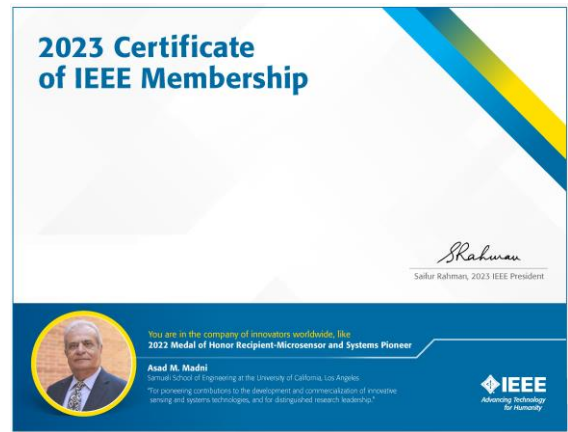 2023 Certificate
of IEEE Membership
SRahman
Saifur Rahman, 2023 IEEE President
You are in the company of innovators worldwide, like
2022 Medal of Honor Recipient-Microsensor and Systems Pioneer
Asad M. Madni
Samueli School of Engineering at the University of California, Los Angeles
"For pioneering contributions to the development and commercialization of innovative
sensing and systems technologies, and for distinguished research leadership."
IEEE
Advancing Technology
for Humanity